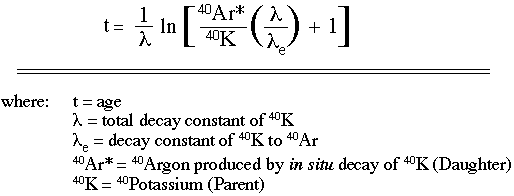 t = 1/λ ln [ ⁴⁰Ar*/⁴⁰K ( λ/λₑ ) + 1 ]
where: t = age
λ = total decay constant of ⁴⁰K
λₑ = decay constant of ⁴⁰K to ⁴⁰Ar
⁴⁰Ar* = ⁴⁰Argon produced by in situ decay of ⁴⁰K (Daughter)
⁴⁰K = ⁴⁰Potassium (Parent)